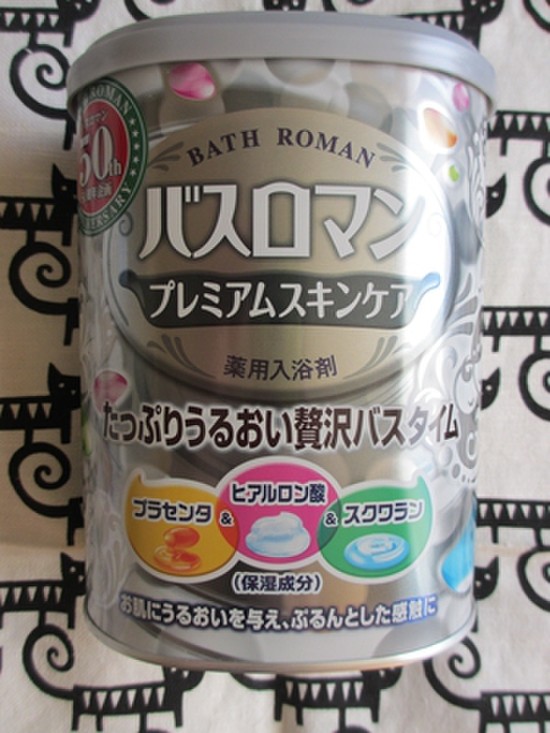 50th
BATH ROMAN
バスロマン
プレミアムスキンケア
薬用入浴剤
たっぷりうるおい贅沢バスタイム
プラセンタ & ヒアルロン酸 & スクワラン
(保湿成分)
お肌にうるおいを与え、ぷるんとした感触に